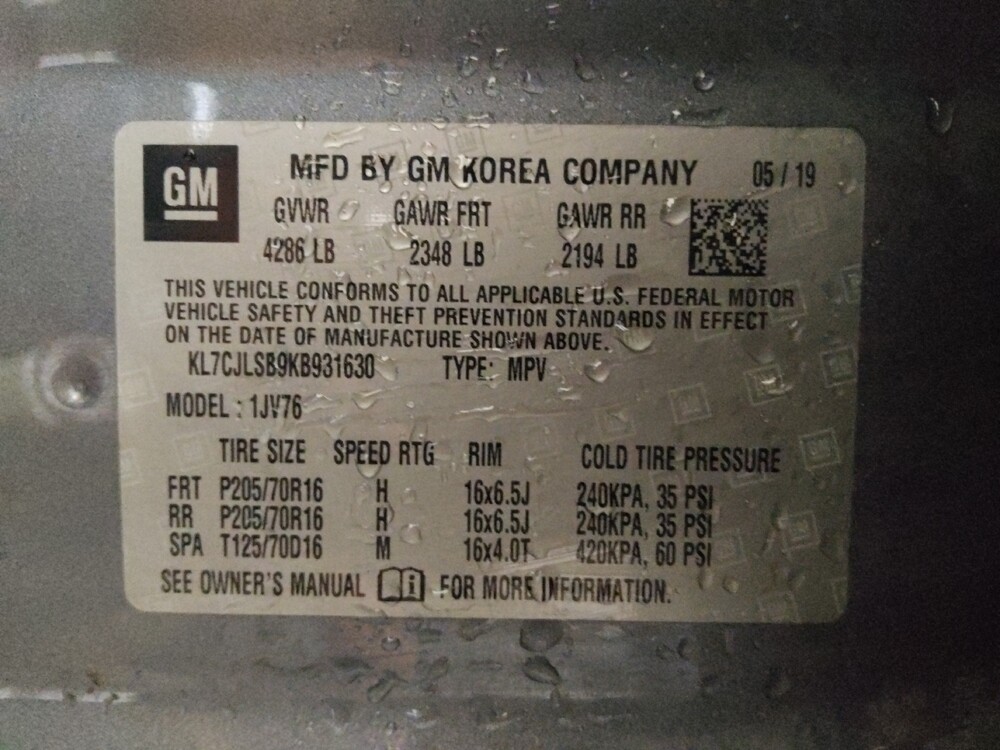 GM
MFD BY GM KOREA COMPANY 05 / 19
GVWR GAWR FRT GAWR RR
4286 LB 2348 LB 2194 LB
THIS VEHICLE CONFORMS TO ALL APPLICABLE U.S. FEDERAL MOTOR
VEHICLE SAFETY AND THEFT PREVENTION STANDARDS IN EFFECT
ON THE DATE OF MANUFACTURE SHOWN ABOVE.
KL7CJLSB9KB931630 TYPE: MPV
MODEL : 1JV76
TIRE SIZE SPEED RTG RIM COLD TIRE PRESSURE
FRT P205/70R16 H 16x6.5J 240KPA, 35 PSI
RR P205/70R16 H 16x6.5J 240KPA, 35 PSI
SPA T125/70D16 M 16x4.0T 420KPA, 60 PSI
SEE OWNER'S MANUAL FOR MORE INFORMATION.